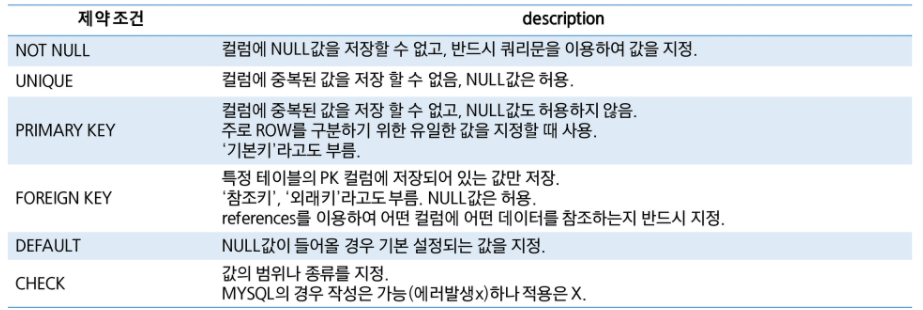 제약조건 description
NOT NULL 컬럼에 NULL값을 저장할 수 없고, 반드시 쿼리문을 이용하여 값을 지정.
UNIQUE 컬럼에 중복된 값을 저장 할 수 없음, NULL값은 허용.
PRIMARY KEY 컬럼에 중복된 값을 저장 할 수 없고, NULL값도 허용하지 않음.
주로 ROW를 구분하기 위한 유일한 값을 지정할 때 사용.
‘기본키’라고도 부름.
FOREIGN KEY 특정 테이블의 PK 컬럼에 저장되어 있는 값만 저장.
‘참조키’, ‘외래키’라고도 부름. NULL값은 허용.
references를 이용하여 어떤 컬럼에 어떤 데이터를 참조하는지 반드시 지정.
DEFAULT NULL값이 들어올 경우 기본 설정되는 값을 지정.
CHECK 값의 범위나 종류를 지정.
MYSQL의 경우 작성은 가능(에러발생x)하나 적용은 X.